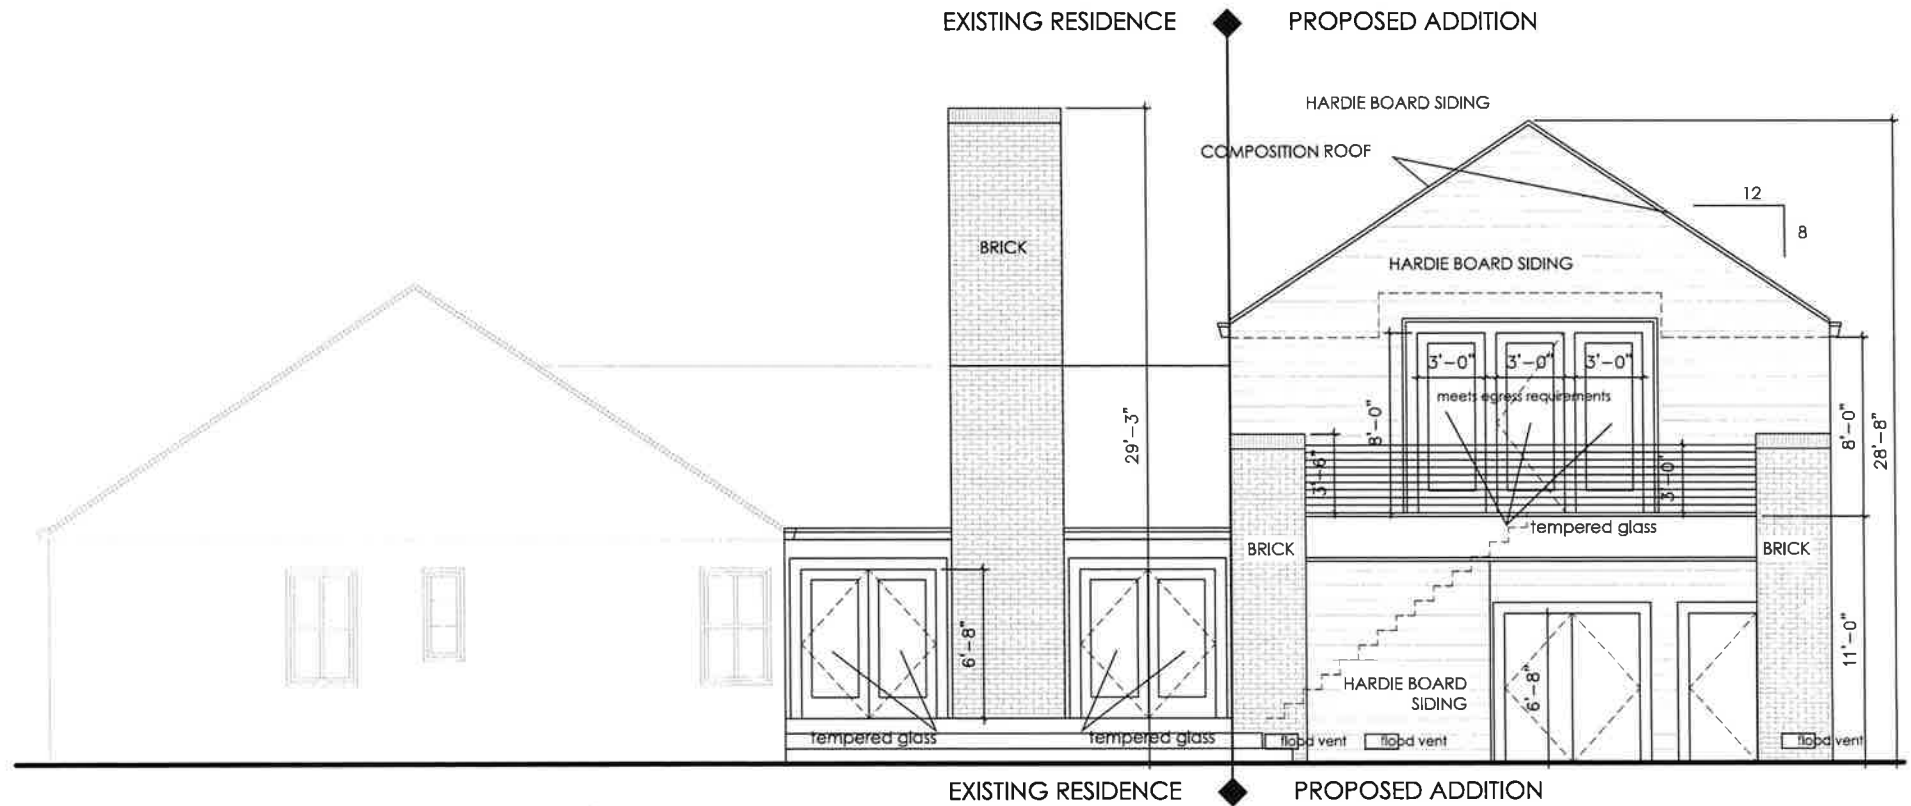 EXISTING RESIDENCE
PROPOSED ADDITION
HARDIE BOARD SIDING
COMPOSITION ROOF
12
8
BRICK
HARDIE BOARD SIDING
3'-0"
3'-0"
3'-0"
meets egress requirements
29'-3"
8'-0"
8'-0"
28'-8"
3'-6"
3'-0"
tempered glass
BRICK
BRICK
6'-8"
11'-0"
HARDIE BOARD
SIDING
6'-8"
tempered glass
tempered glass
flood vent
flood vent
flood vent
EXISTING RESIDENCE
PROPOSED ADDITION